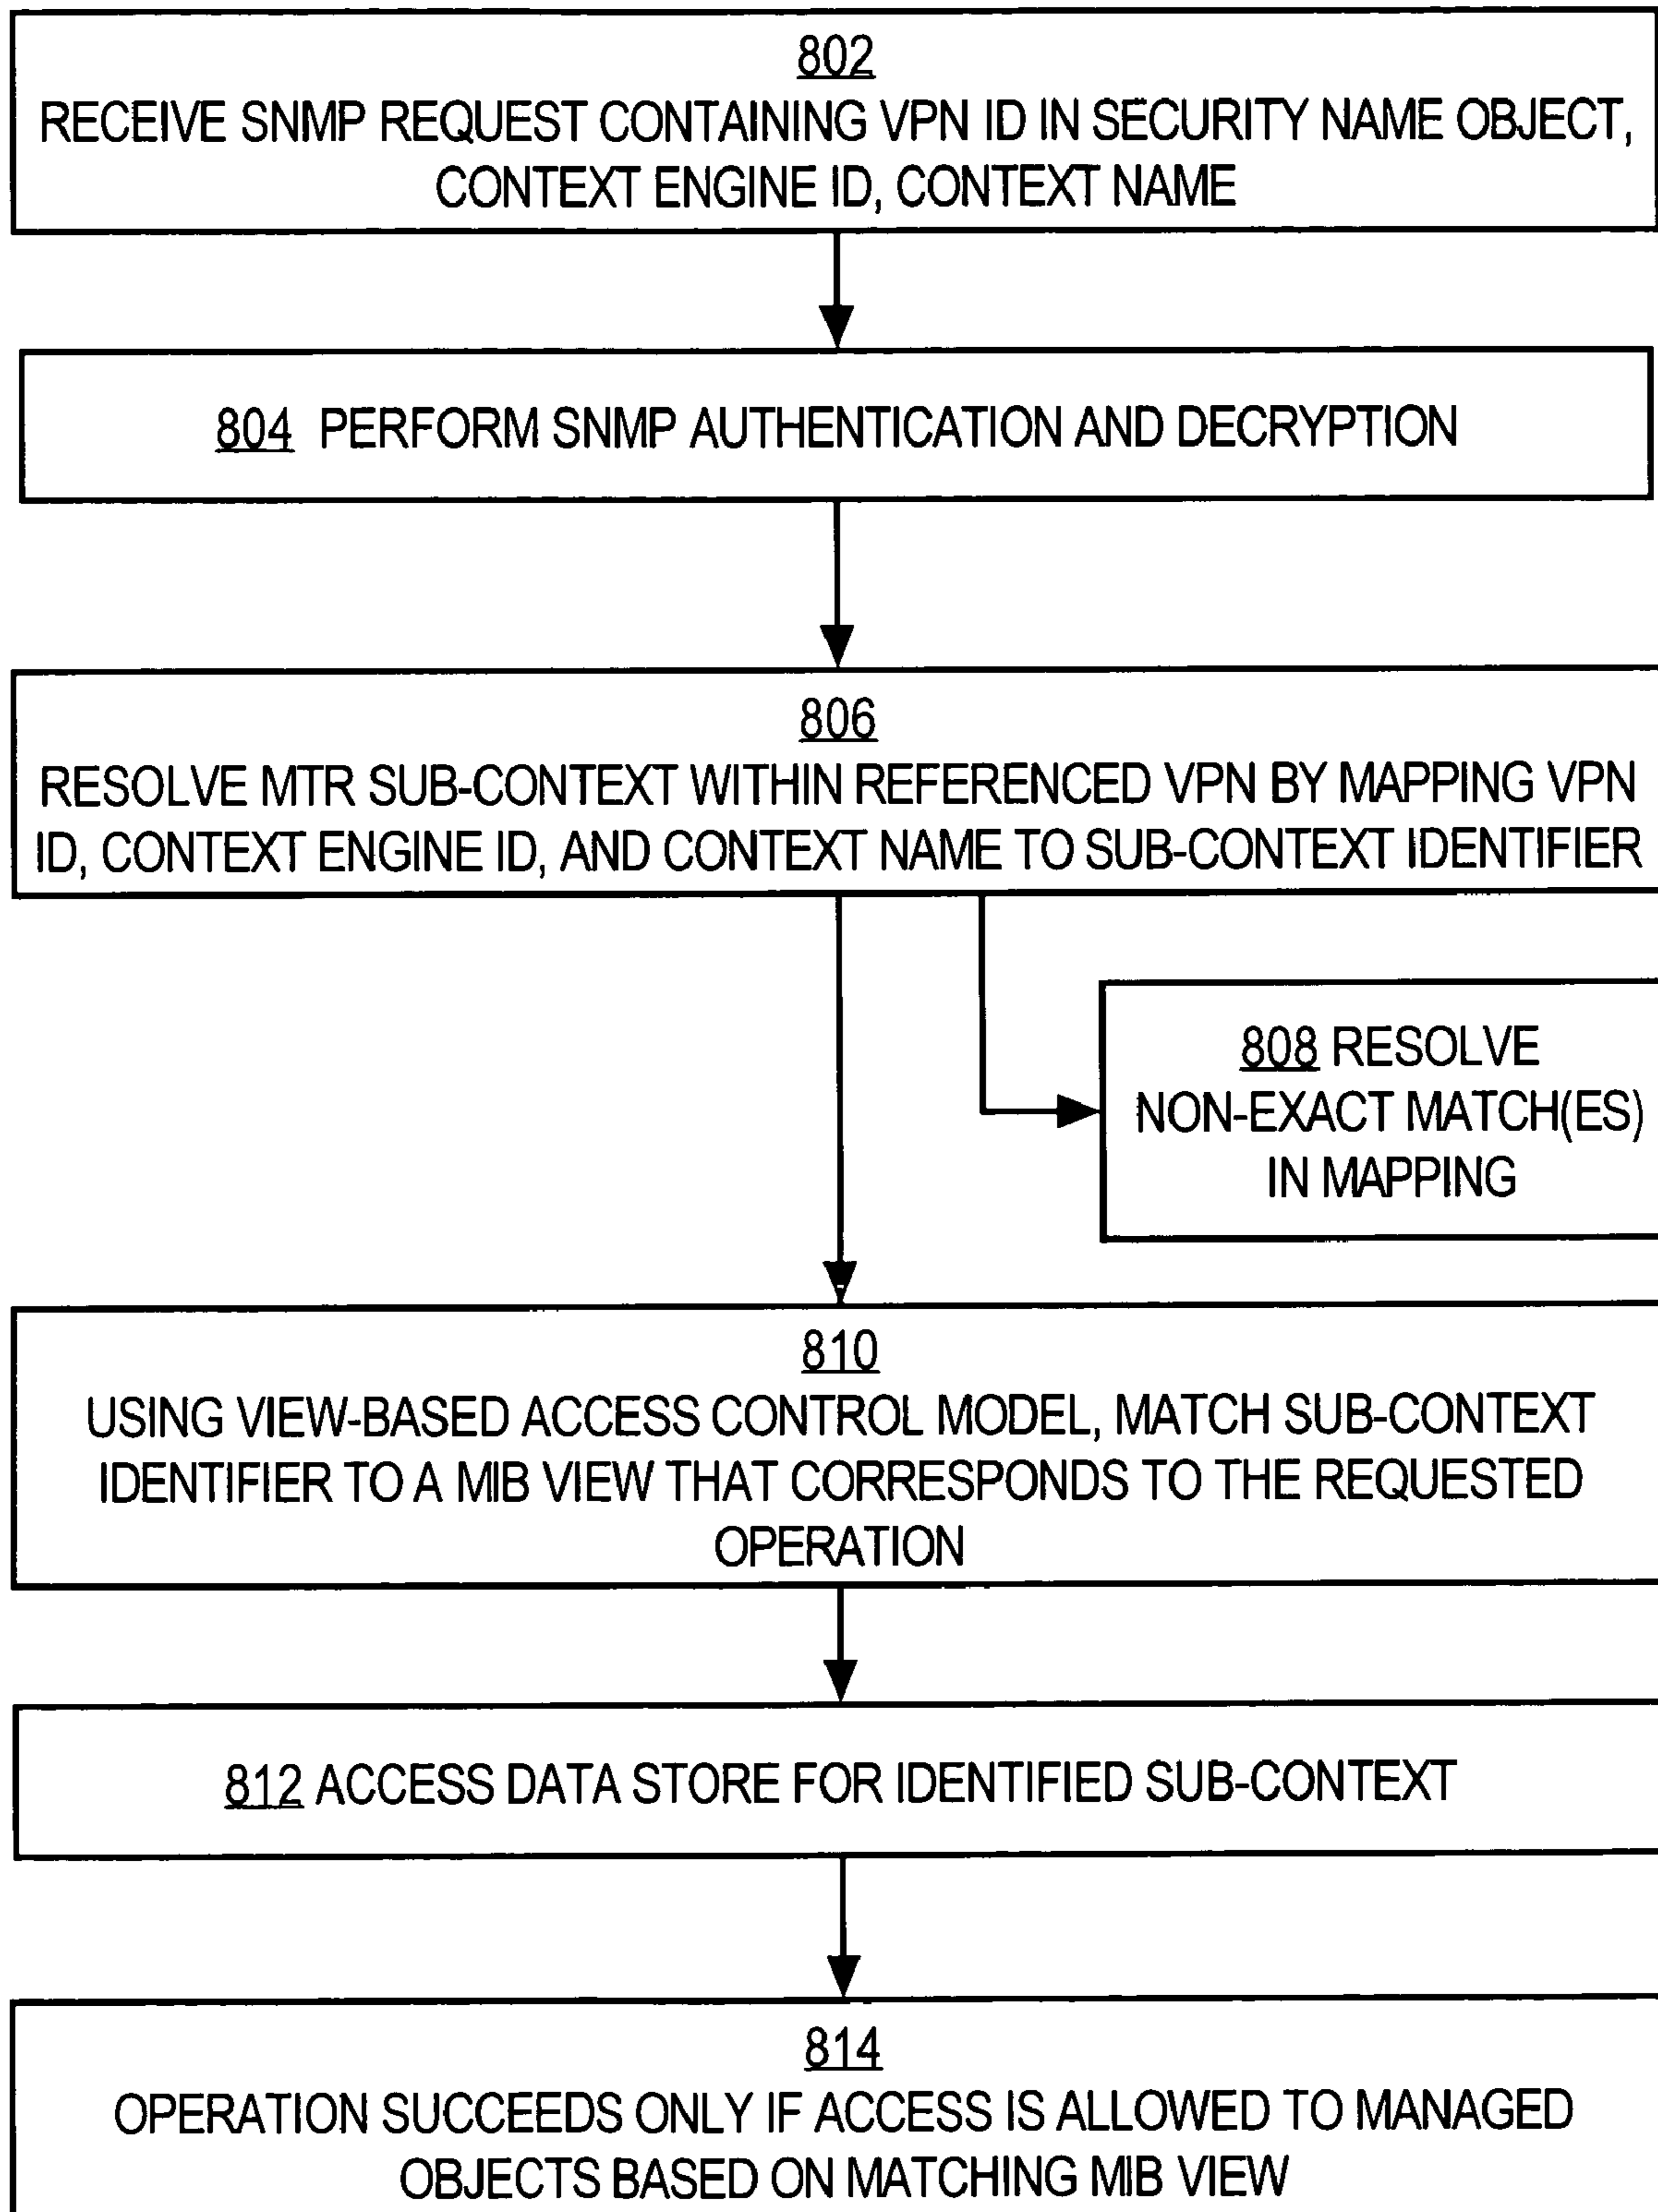 802
RECEIVE SNMP REQUEST CONTAINING VPN ID IN SECURITY NAME OBJECT,
CONTEXT ENGINE ID, CONTEXT NAME
804 PERFORM SNMP AUTHENTICATION AND DECRYPTION
806
RESOLVE MTR SUB-CONTEXT WITHIN REFERENCED VPN BY MAPPING VPN
ID, CONTEXT ENGINE ID, AND CONTEXT NAME TO SUB-CONTEXT IDENTIFIER
808 RESOLVE
NON-EXACT MATCH(ES)
IN MAPPING
810
USING VIEW-BASED ACCESS CONTROL MODEL, MATCH SUB-CONTEXT
IDENTIFIER TO A MIB VIEW THAT CORRESPONDS TO THE REQUESTED
OPERATION
812 ACCESS DATA STORE FOR IDENTIFIED SUB-CONTEXT
814
OPERATION SUCCEEDS ONLY IF ACCESS IS ALLOWED TO MANAGED
OBJECTS BASED ON MATCHING MIB VIEW